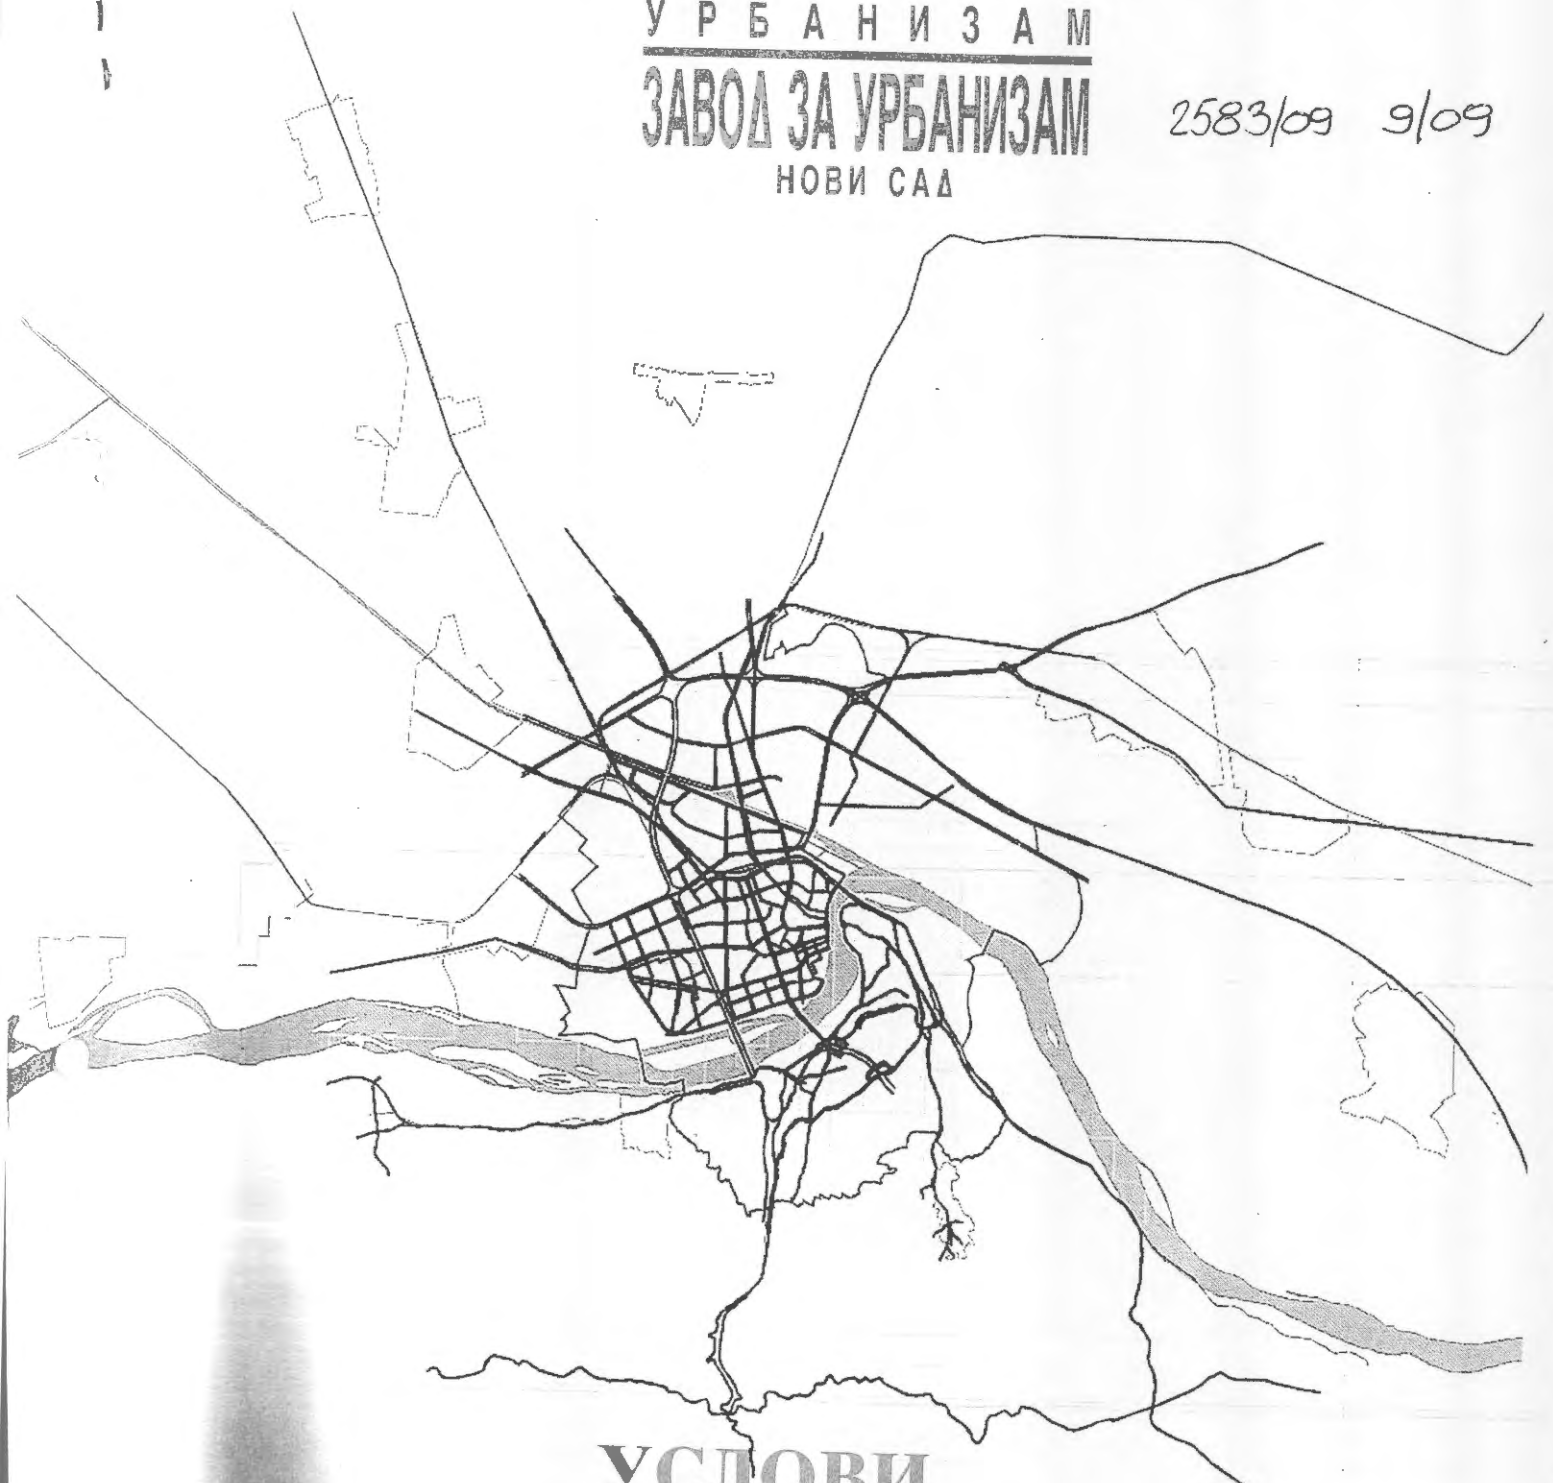 УРБАНИЗАМ
ЗАВОД ЗА УРБАНИЗАМ
НОВИ САД
2583/09 9/09
УСЛОВИ